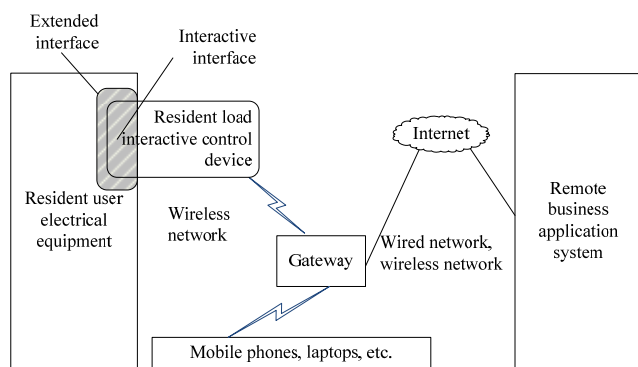 Extended
interface
Interactive
interface
Resident load
interactive control
device
Internet
Resident user
electrical
equipment
Wireless
network
Gateway
Wired network,
wireless network
Remote
business
application
system
Mobile phones, laptops, etc.